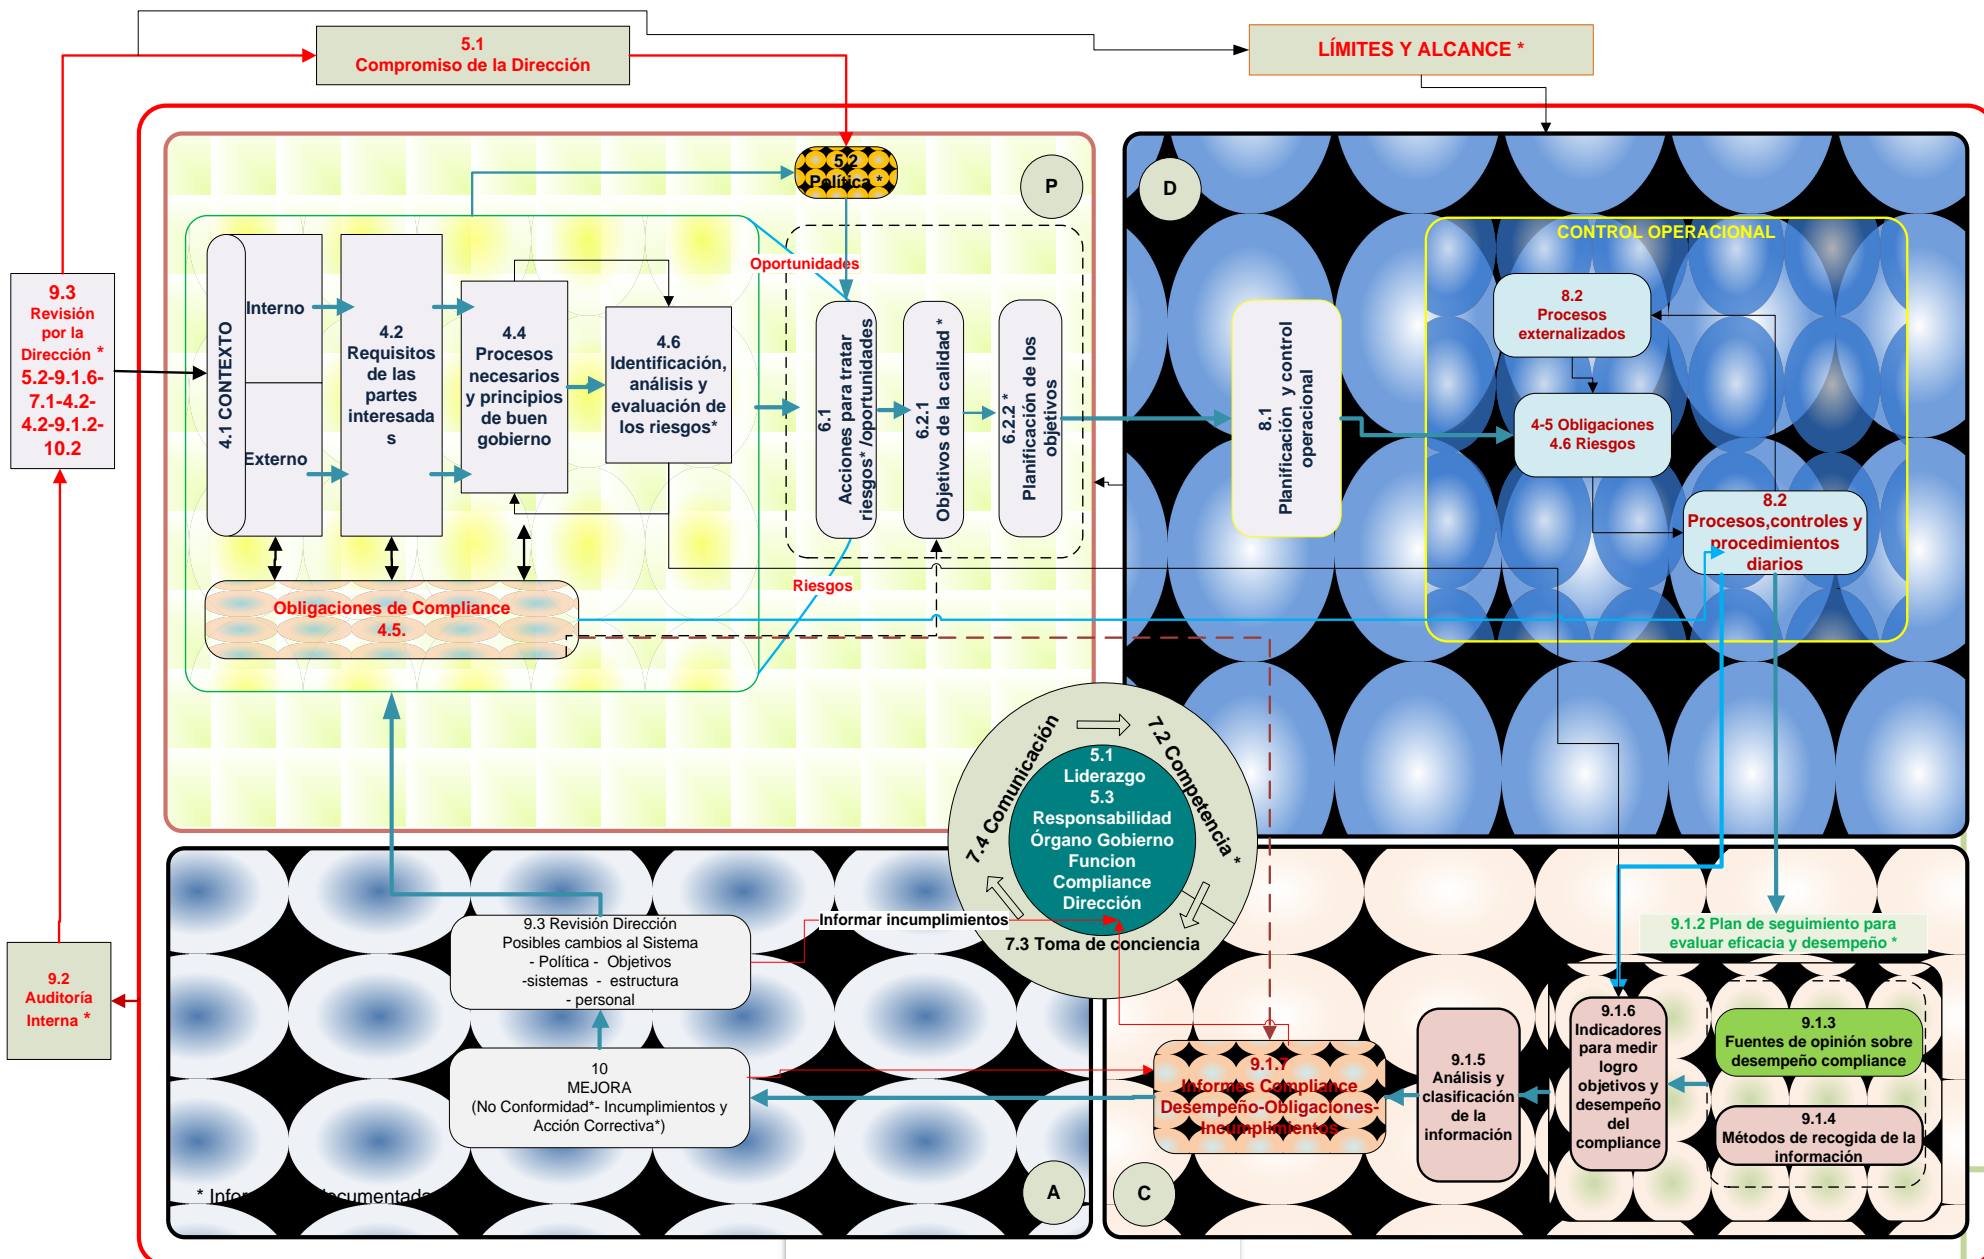 5.1
Compromiso de la Dirección
LÍMITES Y ALCANCE *
5.2
Política *
P
D
CONTROL OPERACIONAL
Oportunidades
9.3
Revisión
por la
Dirección *
5.2-9.1.6-
7.1-4.2-
4.2-9.1.2-
10.2
4.1 CONTEXTO
Interno
Externo
4.2
Requisitos
de las
partes
interesada
s
4.4
Procesos
necesarios
y principios
de buen
gobierno
4.6
Identificación,
análisis y
evaluación de
los riesgos*
6.1
Acciones para tratar
riesgos* /oportunidades
6.2.1
Objetivos de la calidad *
6.2.2 *
Planificación de los
objetivos
8.1
Planificación y control
operacional
8.2
Procesos
externalizados
4-5 Obligaciones
4.6 Riesgos
8.2
Procesos,controles y
procedimientos
diarios
Riesgos
Obligaciones de Compliance
4.5.
7.4 Comunicación
7.2 Competencia *
7.3 Toma de conciencia
5.1
Liderazgo
5.3
Responsabilidad
Órgano Gobierno
Funcion
Compliance
Dirección
Informar incumplimientos
9.3 Revisión Dirección
Posibles cambios al Sistema
- Política - Objetivos
-sistemas - estructura
- personal
9.1.2 Plan de seguimiento para
evaluar eficacia y desempeño *
9.2
Auditoría
Interna *
10
MEJORA
(No Conformidad*- Incumplimientos y
Acción Correctiva*)
9.1.7
Informes Compliance
Desempeño-Obligaciones-
Incumplimientos
9.1.5
Análisis y
clasificación
de la
información
9.1.6
Indicadores
para medir
logro
objetivos y
desempeño
del
compliance
9.1.3
Fuentes de opinión sobre
desempeño compliance
9.1.4
Métodos de recogida de la
información
A
C